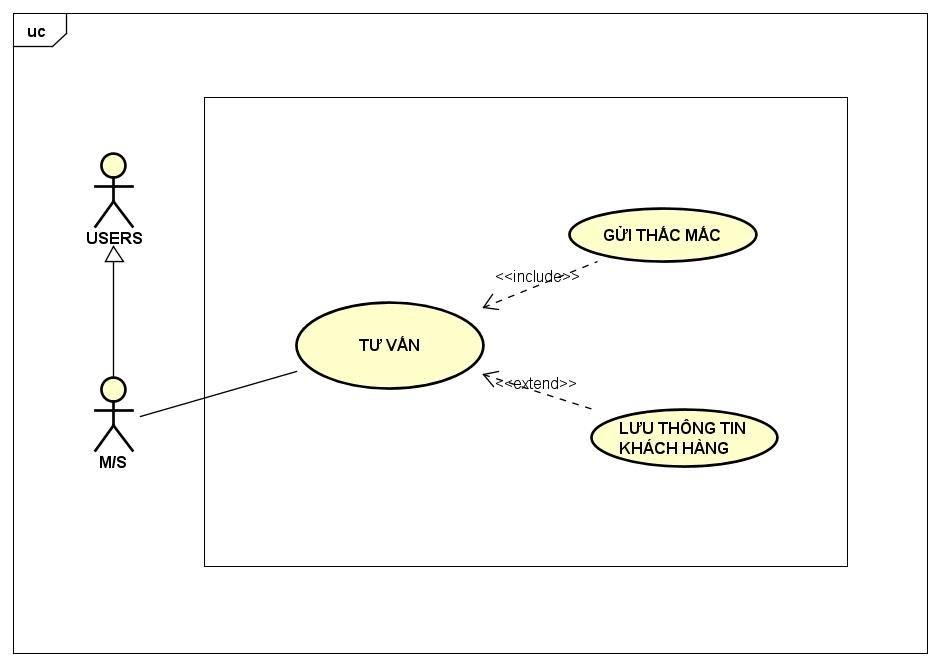 uc
USERS
GỬI THẮC MẮC
<<include>>
TƯ VẤN
<<extend>>
LƯU THÔNG TIN
KHÁCH HÀNG
M/S